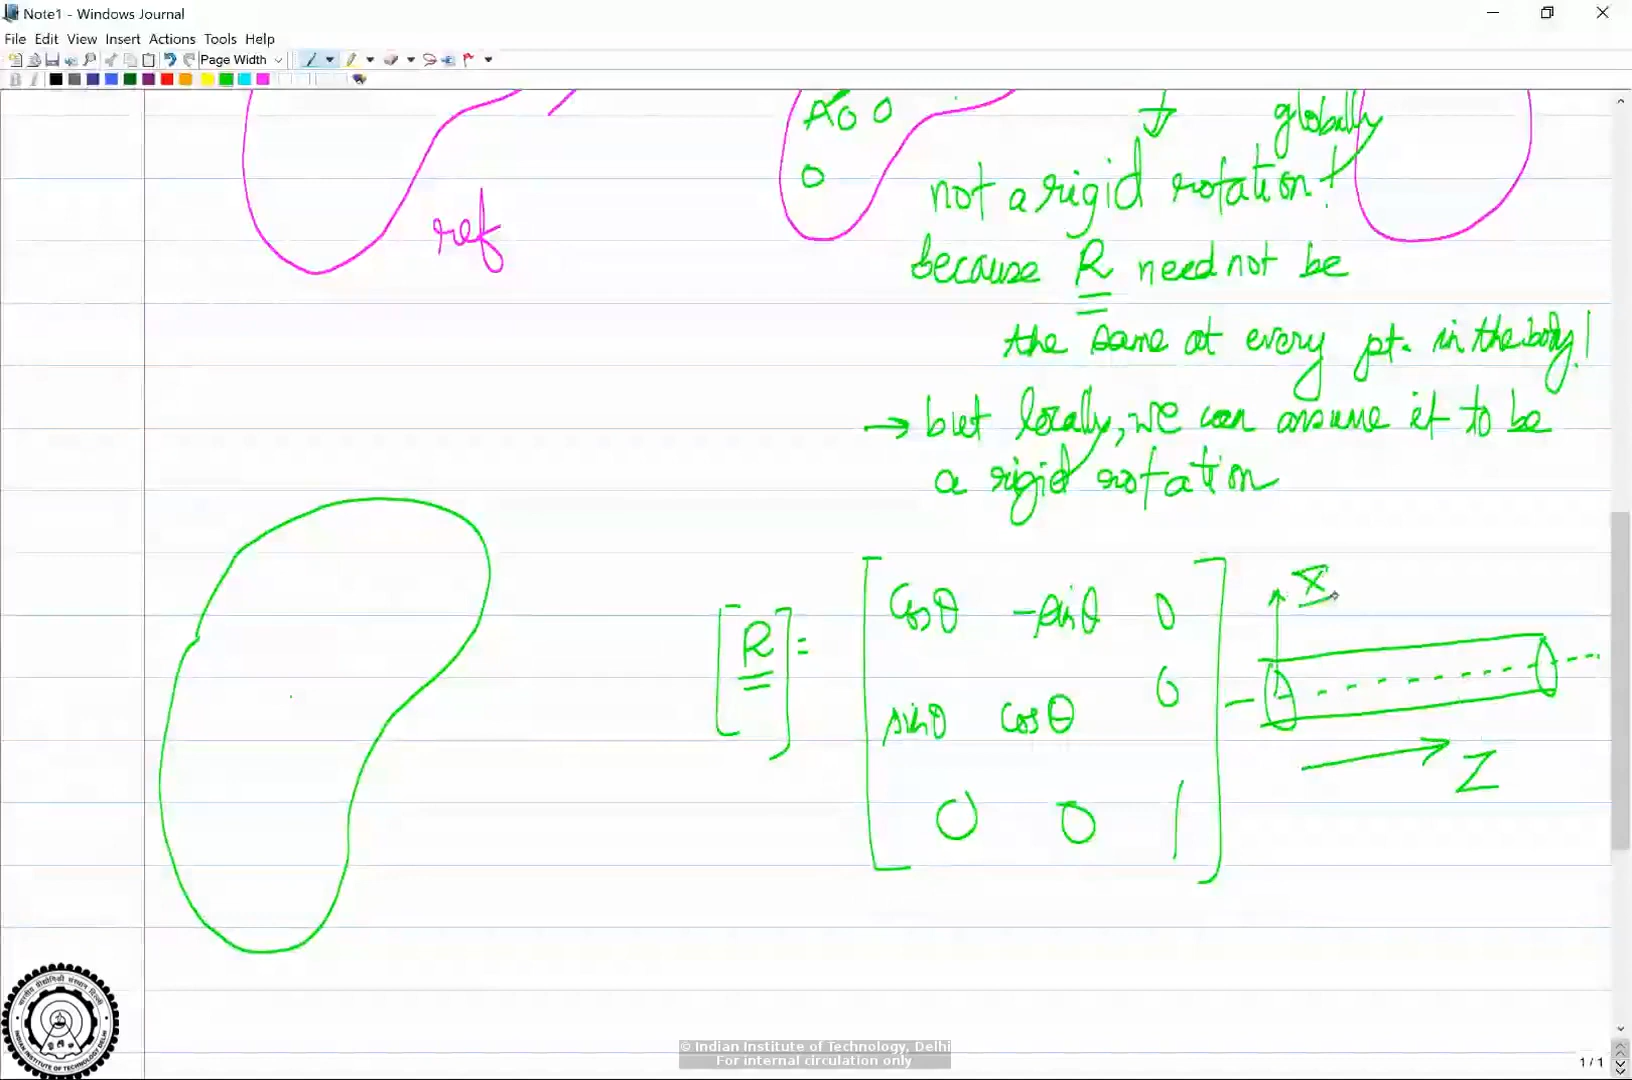 Note1 - Windows Journal
File Edit View Insert Actions Tools Help
Page Width
B I
A
globally
not a rigid rotation!
ref
because R need not be
the same at every pt. in the body!
→ but locally, we can assume it to be
a rigid rotation
[R] =
cosθ -sinθ 0
sinθ cosθ 0
0 0 1
X
Z
© Indian Institute of Technology, Delhi
For internal circulation only
1 / 1